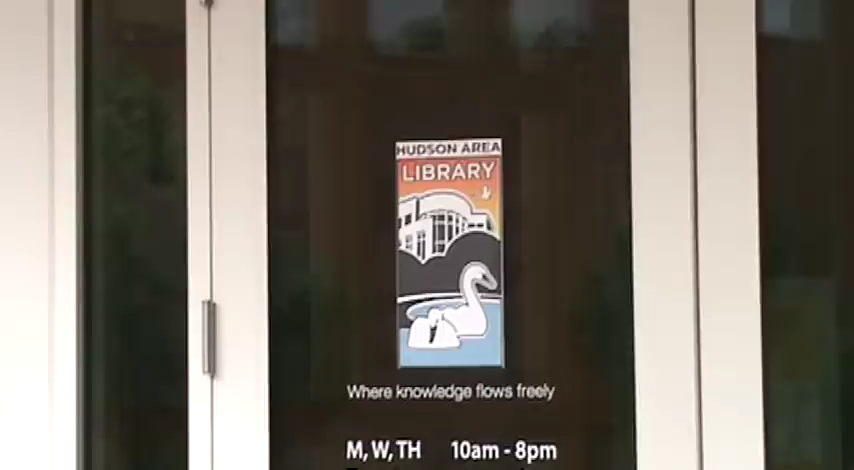 HUDSON AREA
LIBRARY
Where knowledge flows freely
M, W, TH 10am - 8pm